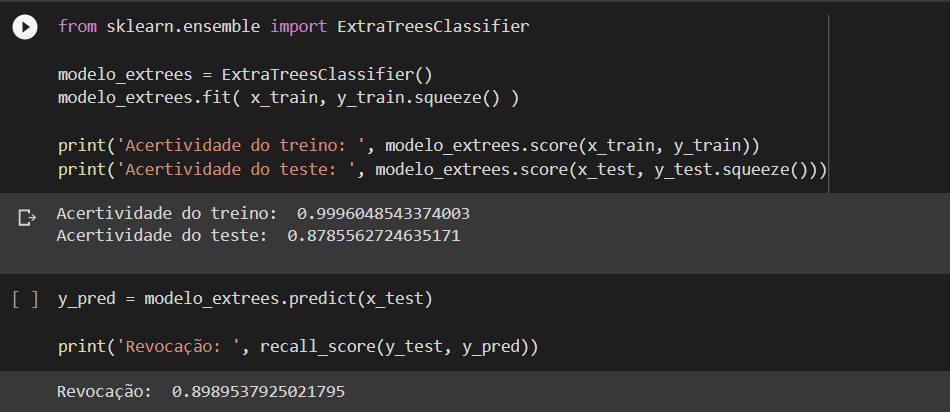 from sklearn.ensemble import ExtraTreesClassifier
modelo_extrees = ExtraTreesClassifier()
modelo_extrees.fit( x_train, y_train.squeeze() )
print('Acertividade do treino: ', modelo_extrees.score(x_train, y_train))
print('Acertividade do teste: ', modelo_extrees.score(x_test, y_test.squeeze()))
Acertividade do treino:  0.9996048543374003
Acertividade do teste:  0.8785562724635171
[ ] y_pred = modelo_extrees.predict(x_test)
print('Revocação: ', recall_score(y_test, y_pred))
Revocação:  0.8989537925021795